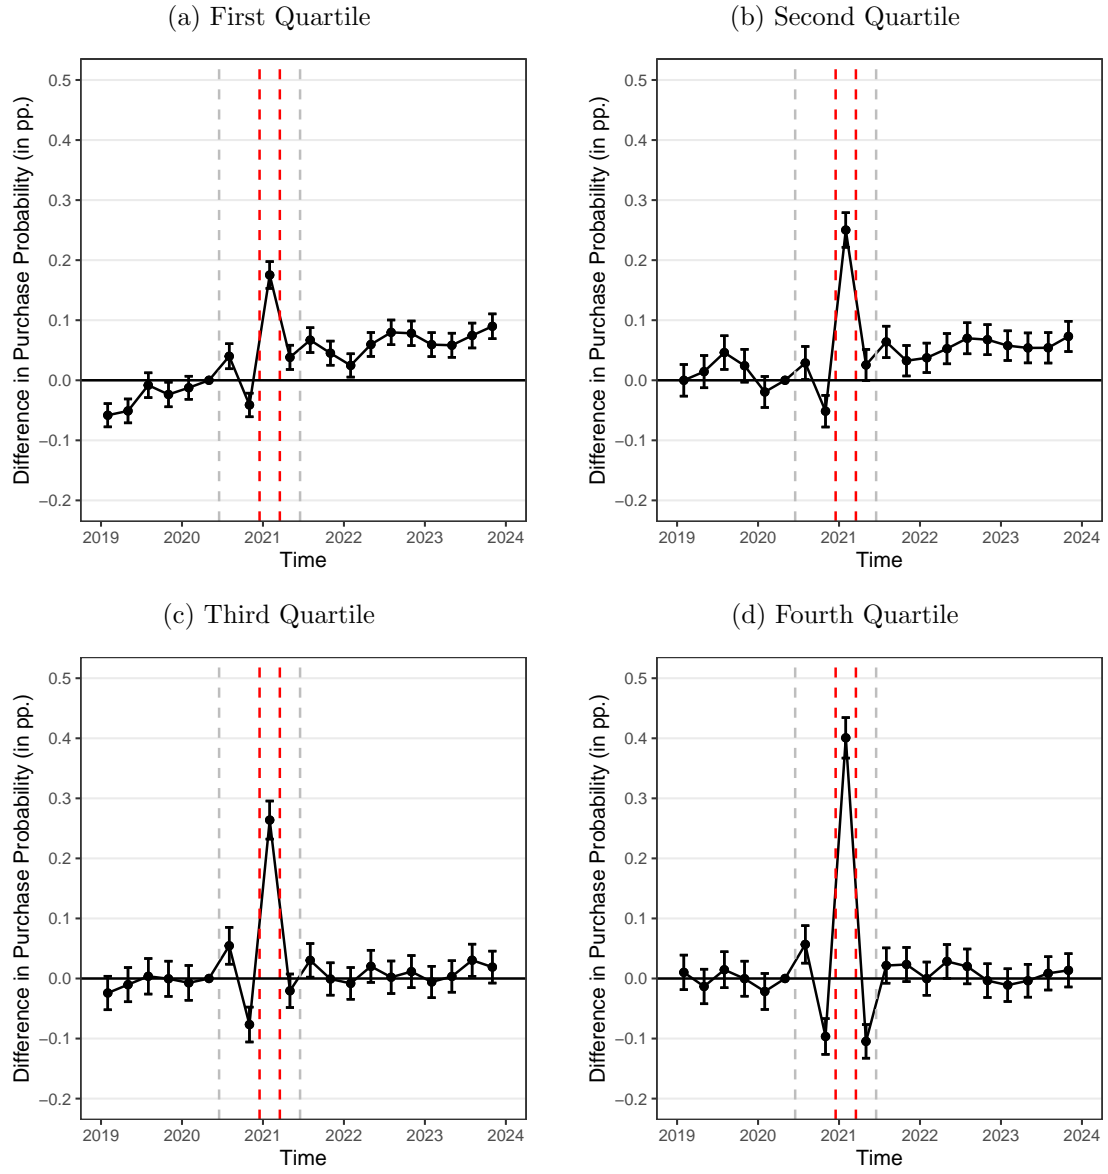 (a) First Quartile
Difference in Purchase Probability (in pp.)
0.5
0.4
0.3
0.2
0.1
0.0
−0.1
−0.2
2019 2020 2021 2022 2023 2024
Time
(b) Second Quartile
Difference in Purchase Probability (in pp.)
0.5
0.4
0.3
0.2
0.1
0.0
−0.1
−0.2
2019 2020 2021 2022 2023 2024
Time
(c) Third Quartile
Difference in Purchase Probability (in pp.)
0.5
0.4
0.3
0.2
0.1
0.0
−0.1
−0.2
2019 2020 2021 2022 2023 2024
Time
(d) Fourth Quartile
Difference in Purchase Probability (in pp.)
0.5
0.4
0.3
0.2
0.1
0.0
−0.1
−0.2
2019 2020 2021 2022 2023 2024
Time